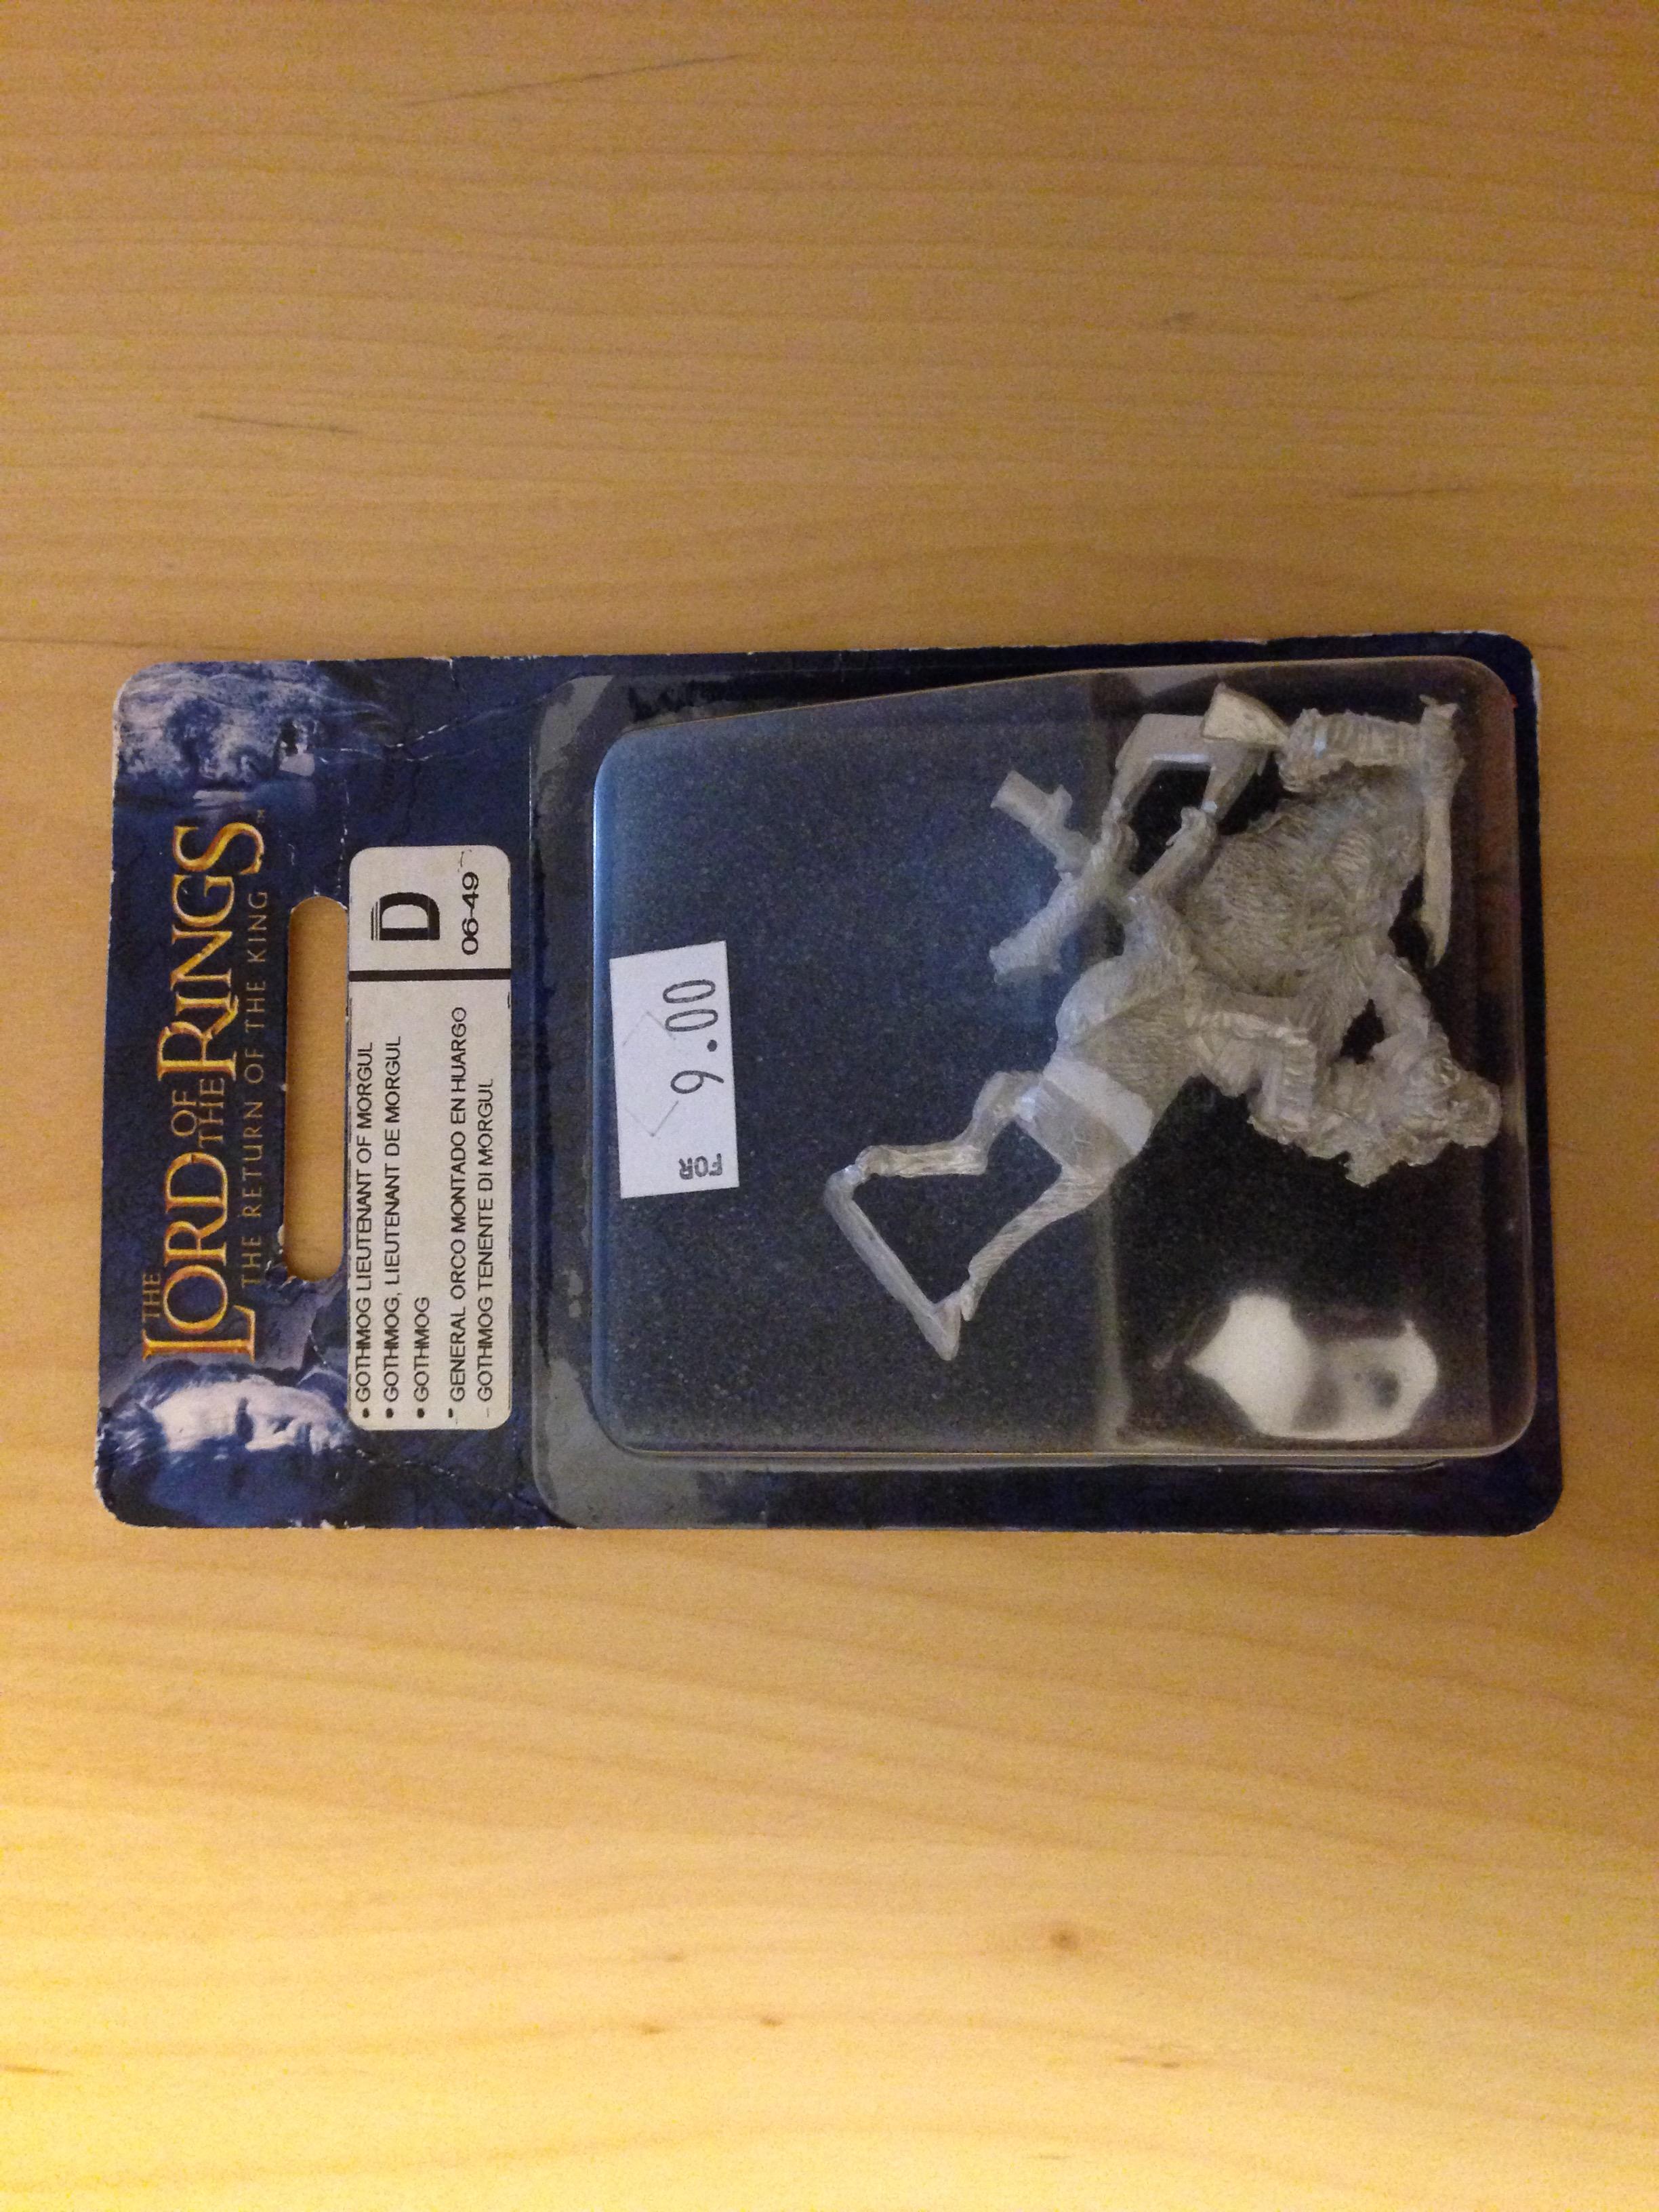 THE
LORD OF
THE RINGS™
THE RETURN OF THE KING
• GOTHMOG LIEUTENANT OF MORGUL
• GOTHMOG, LIEUTENANT DE MORGUL
• GOTHMOG
- GENERAL ORCO MONTADO EN HUARGO
- GOTHMOG TENENTE DI MORGUL
D
06-49
9.00
FOR